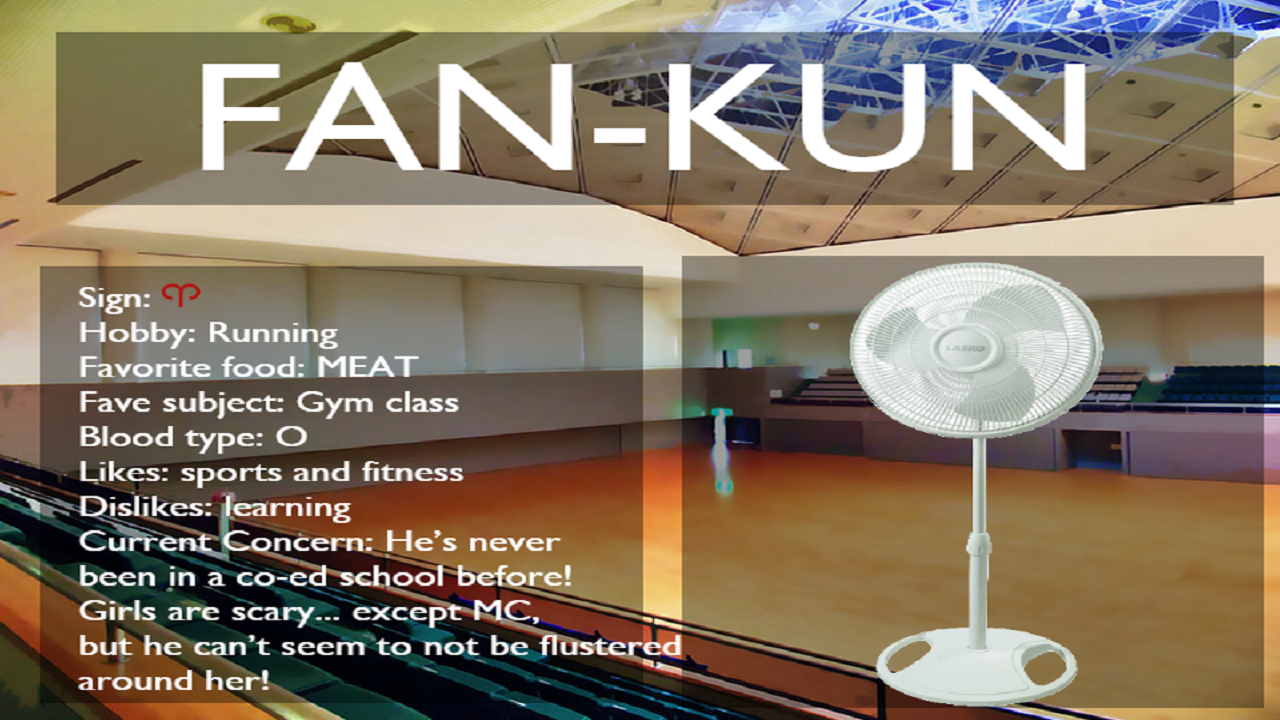 FAN-KUN
Sign: ♈
Hobby: Running
Favorite food: MEAT
Fave subject: Gym class
Blood type: O
Likes: sports and fitness
Dislikes: learning
Current Concern: He's never
been in a co-ed school before!
Girls are scary... except MC,
but he can't seem to not be flustered
around her!
LASKO